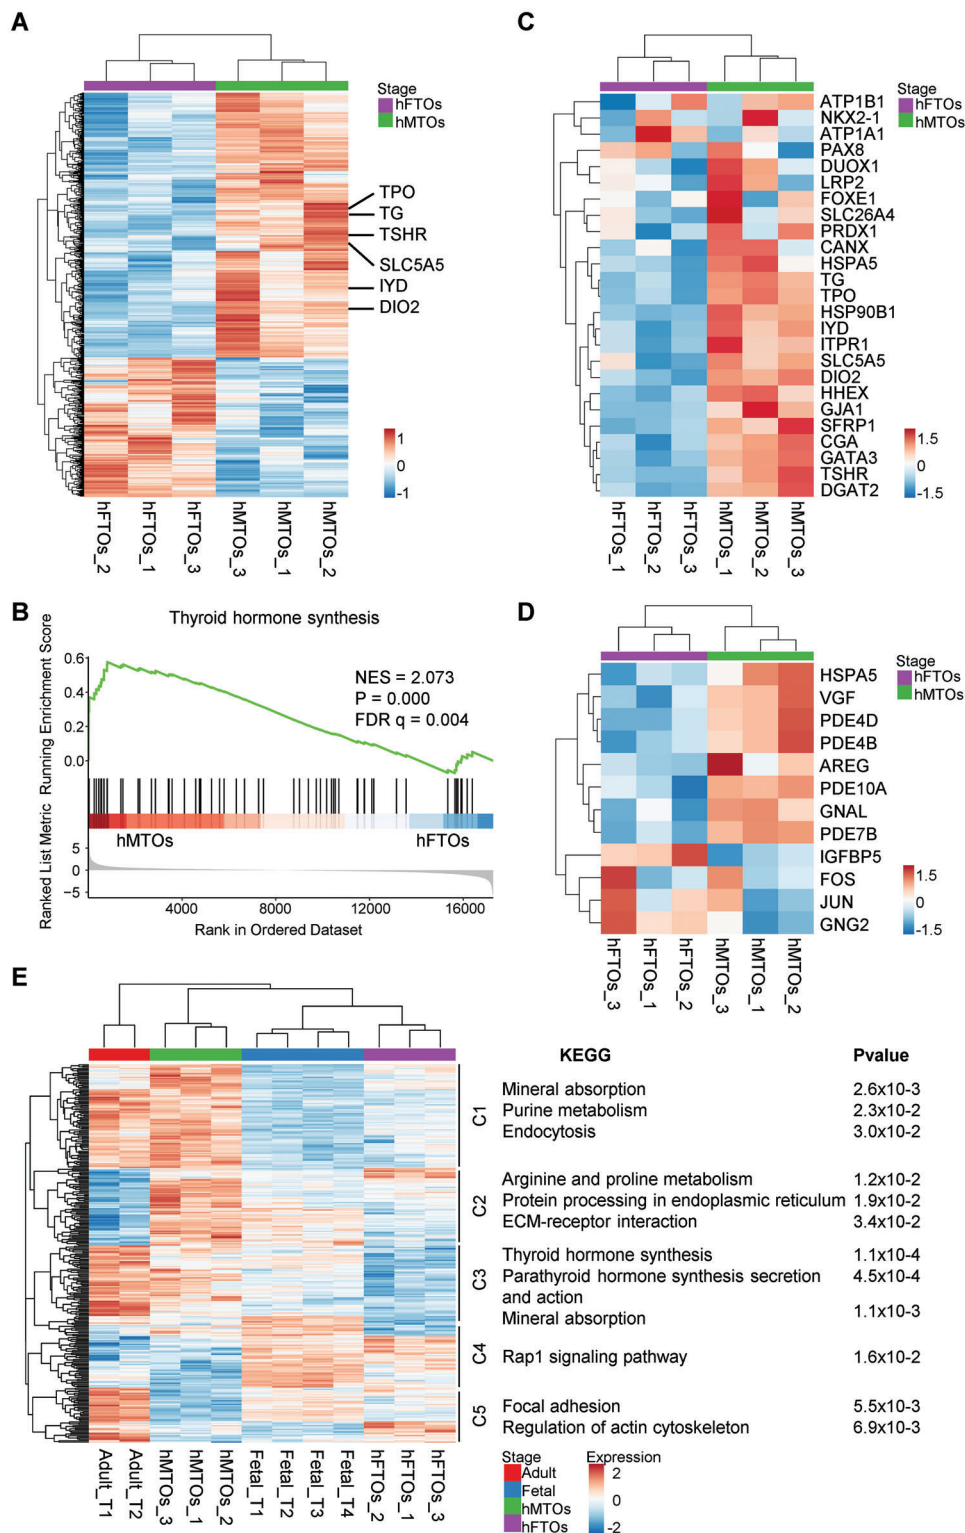 A
Stage
hFTOs
hMTOs
TPO
TG
TSHR
SLC5A5
IYD
DIO2
1
0
-1
hFTOs_2
hFTOs_1
hFTOs_3
hMTOs_3
hMTOs_1
hMTOs_2
C
Stage
hFTOs
hMTOs
ATP1B1
NKX2-1
ATP1A1
PAX8
DUOX1
LRP2
FOXE1
SLC26A4
PRDX1
CANX
HSPA5
TG
TPO
HSP90B1
IYD
ITPR1
SLC5A5
DIO2
HHEX
GJA1
SFRP1
CGA
GATA3
TSHR
DGAT2
1.5
0
-1.5
hFTOs_1
hFTOs_2
hFTOs_3
hMTOs_1
hMTOs_2
hMTOs_3
B
Thyroid hormone synthesis
Running Enrichment Score
0.6
0.4
0.2
0.0
NES = 2.073
P = 0.000
FDR q = 0.004
hMTOs
hFTOs
Ranked List Metric
5
0
−5
4000
8000
12000
16000
Rank in Ordered Dataset
D
Stage
hFTOs
hMTOs
HSPA5
VGF
PDE4D
PDE4B
AREG
PDE10A
GNAL
PDE7B
IGFBP5
FOS
JUN
GNG2
1.5
0
-1.5
hFTOs_3
hFTOs_1
hFTOs_2
hMTOs_3
hMTOs_1
hMTOs_2
E
C1
C2
C3
C4
C5
Adult_T1
Adult_T2
hMTOs_3
hMTOs_1
hMTOs_2
Fetal_T1
Fetal_T2
Fetal_T3
Fetal_T4
hFTOs_2
hFTOs_1
hFTOs_3
KEGG Pvalue
Mineral absorption 2.6x10-3
Purine metabolism 2.3x10-2
Endocytosis 3.0x10-2
Arginine and proline metabolism 1.2x10-2
Protein processing in endoplasmic reticulum 1.9x10-2
ECM-receptor interaction 3.4x10-2
Thyroid hormone synthesis 1.1x10-4
Parathyroid hormone synthesis secretion 4.5x10-4
and action
Mineral absorption 1.1x10-3
Rap1 signaling pathway 1.6x10-2
Focal adhesion 5.5x10-3
Regulation of actin cytoskeleton 6.9x10-3
Stage
Adult
Fetal
hMTOs
hFTOs
Expression
2
0
-2